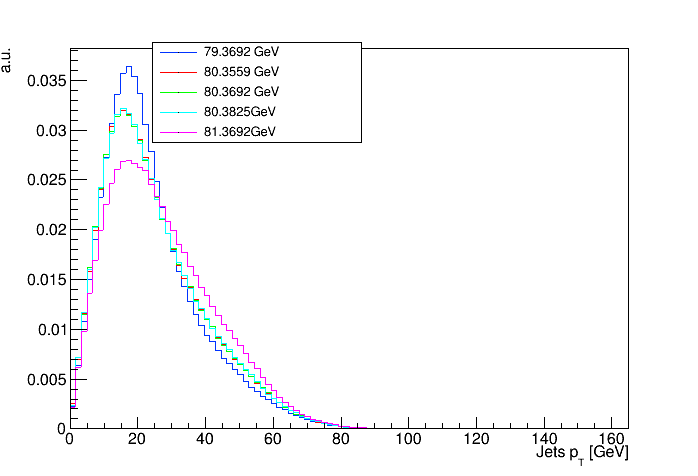 a.u.
79.3692 GeV
80.3559 GeV
80.3692 GeV
80.3825GeV
81.3692GeV
0.035
0.03
0.025
0.02
0.015
0.01
0.005
0
0 20 40 60 80 100 120 140 160
Jets p_T [GeV]